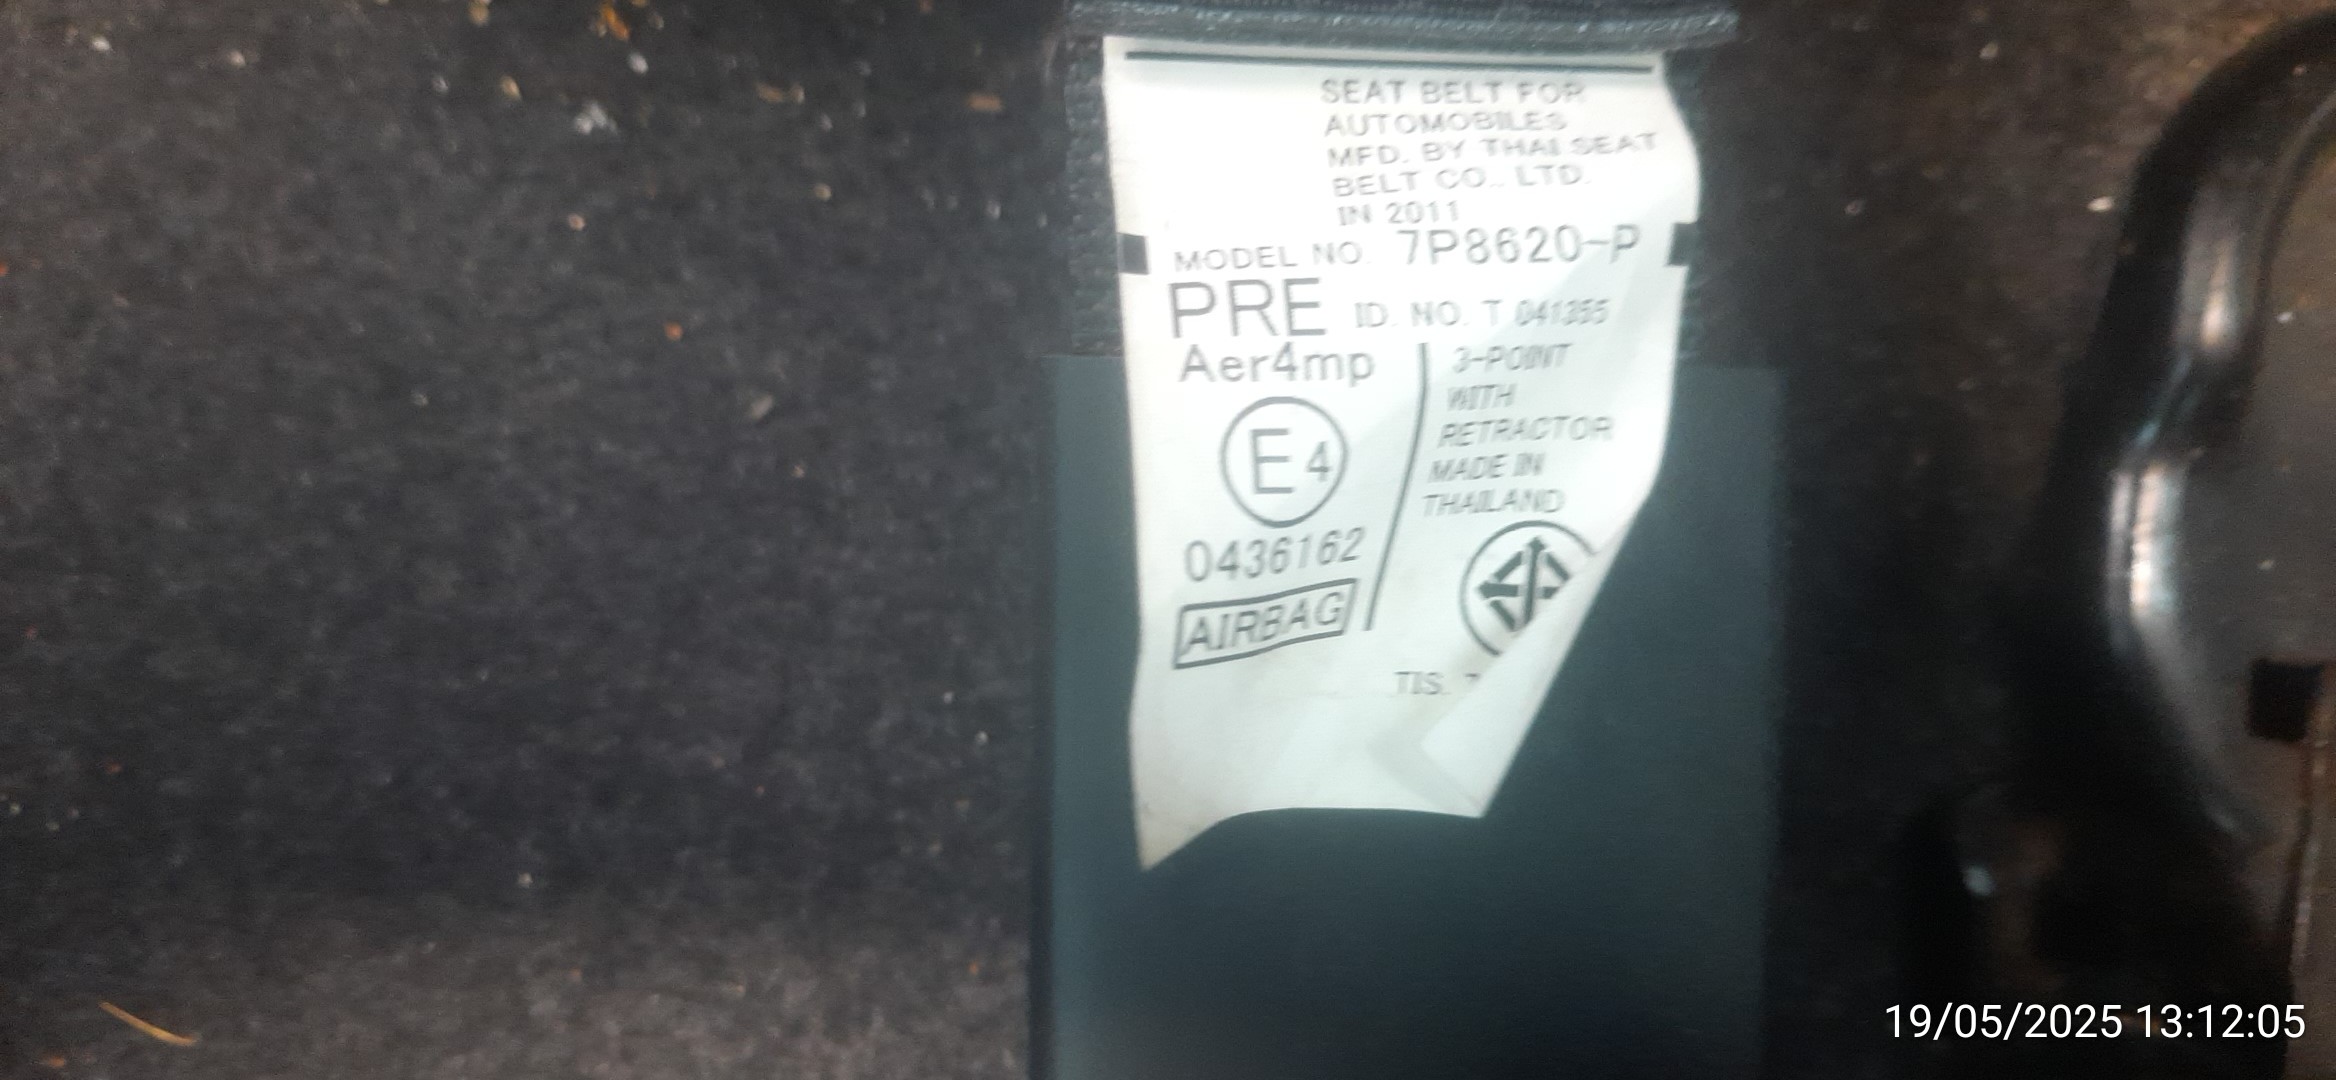 SEAT BELT FOR
AUTOMOBILES
MFD. BY THAI SEAT
BELT CO., LTD.
IN 2011
MODEL NO. 7P8620-P
PRE ID. NO. T 041355
Aer4mp
3-POINT
WITH
RETRACTOR
MADE IN
THAILAND
E4
0436162
AIRBAG
TIS.
19/05/2025 13:12:05